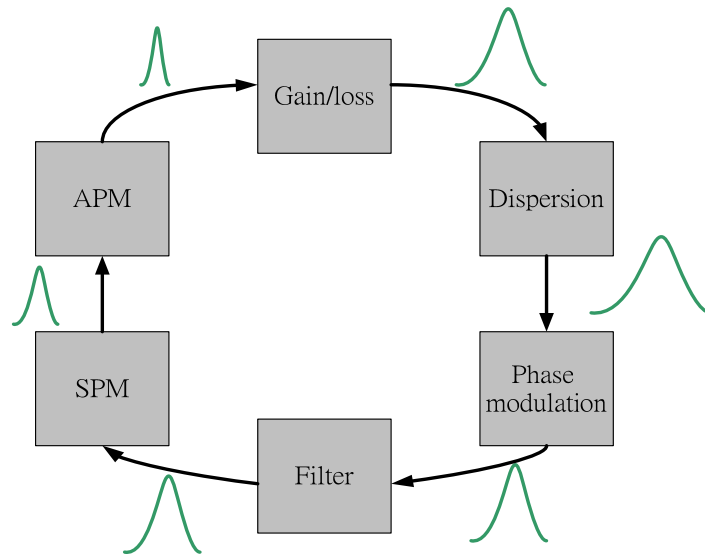 Gain/loss
APM
Dispersion
SPM
Phase
modulation
Filter